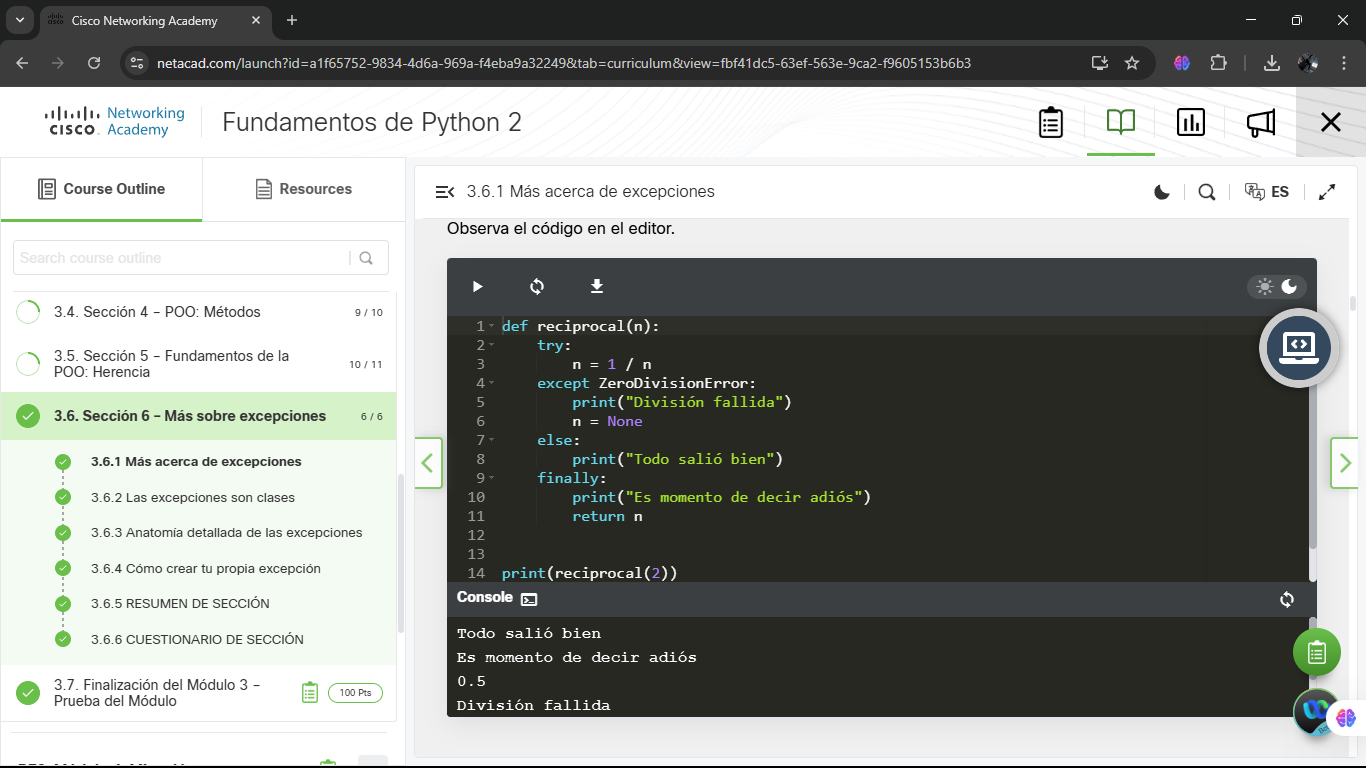 Cisco Networking Academy
netacad.com/launch?id=a1f65752-9834-4d6a-969a-f4eba9a32249&tab=curriculum&view=fbf41dc5-63ef-563e-9ca2-f9605153b6b3
CISCO Networking Academy
Fundamentos de Python 2
Course Outline
Resources
Search course outline
3.4. Sección 4 – POO: Métodos
9 / 10
3.5. Sección 5 – Fundamentos de la
POO: Herencia
10 / 11
3.6. Sección 6 – Más sobre excepciones
6 / 6
3.6.1 Más acerca de excepciones
3.6.2 Las excepciones son clases
3.6.3 Anatomía detallada de las excepciones
3.6.4 Cómo crear tu propia excepción
3.6.5 RESUMEN DE SECCIÓN
3.6.6 CUESTIONARIO DE SECCIÓN
3.7. Finalización del Módulo 3 –
Prueba del Módulo
100 Pts
3.6.1 Más acerca de excepciones
ES
Observa el código en el editor.
1 def reciprocal(n):
2     try:
3         n = 1 / n
4     except ZeroDivisionError:
5         print("División fallida")
6         n = None
7     else:
8         print("Todo salió bien")
9     finally:
10         print("Es momento de decir adiós")
11         return n
12
13
14 print(reciprocal(2))
Console
Todo salió bien
Es momento de decir adiós
0.5
División fallida